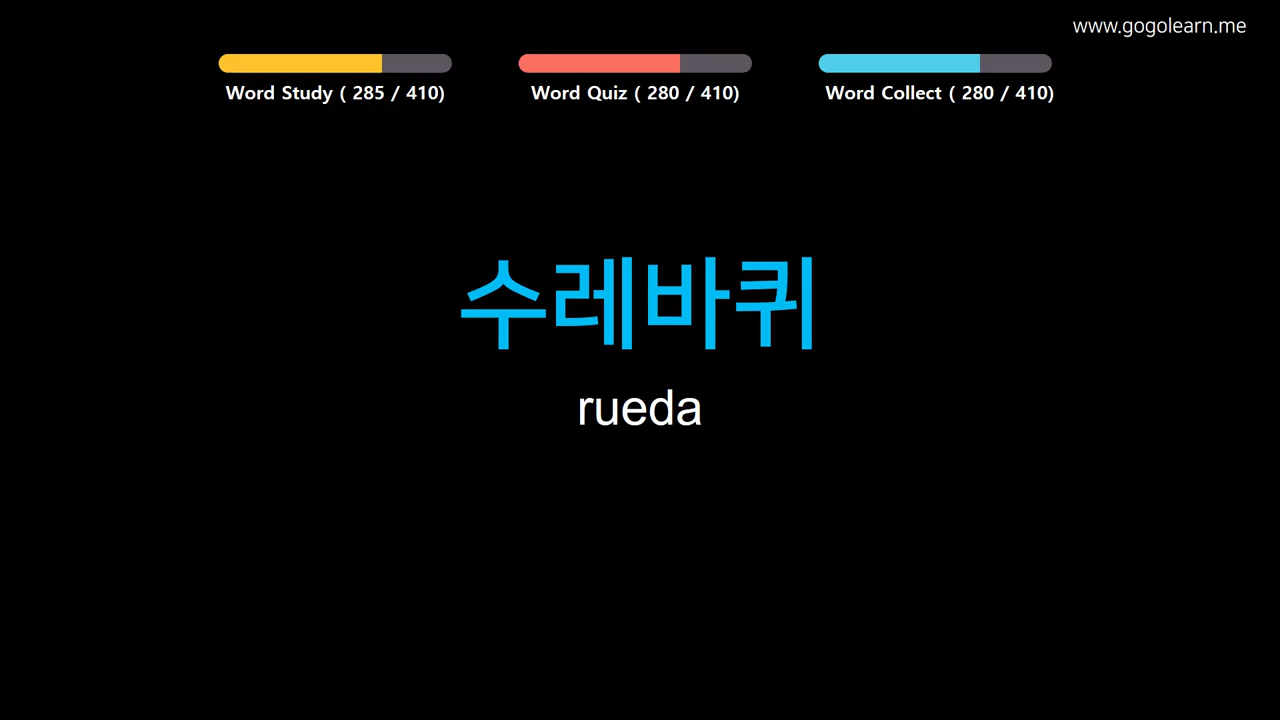 www.gogolearn.me
Word Study ( 285 / 410)
Word Quiz ( 280 / 410)
Word Collect ( 280 / 410)
수레바퀴
rueda